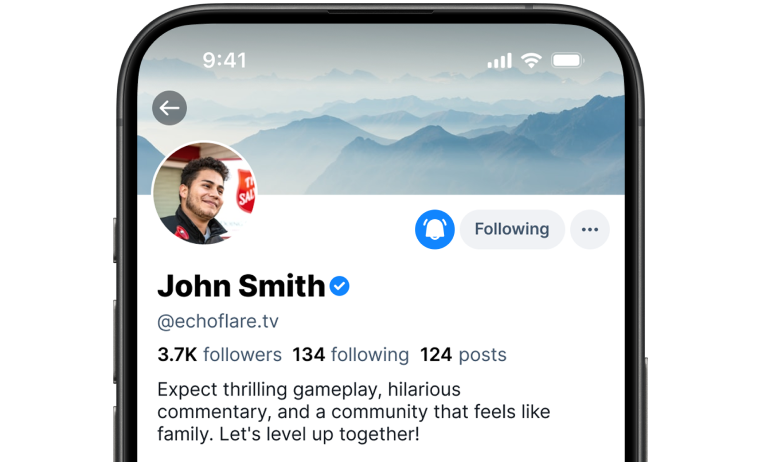 9:41
Following
John Smith
@echoflare.tv
3.7K followers 134 following 124 posts
Expect thrilling gameplay, hilarious
commentary, and a community that feels like
family. Let's level up together!